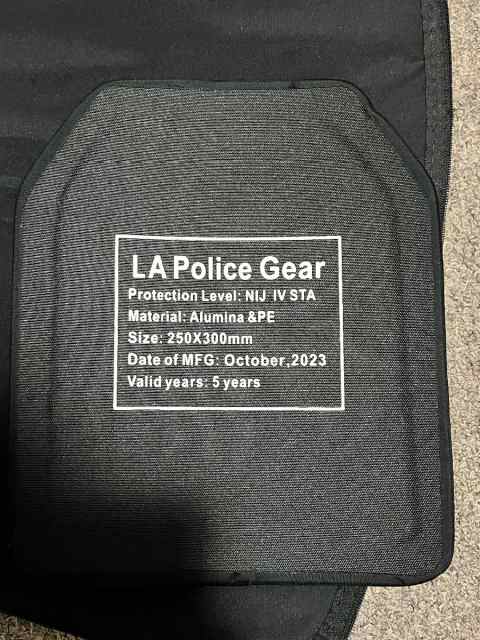 LA Police Gear
Protection Level: NIJ IV STA
Material: Alumina &PE
Size: 250X300mm
Date of MFG: October,2023
Valid years: 5 years